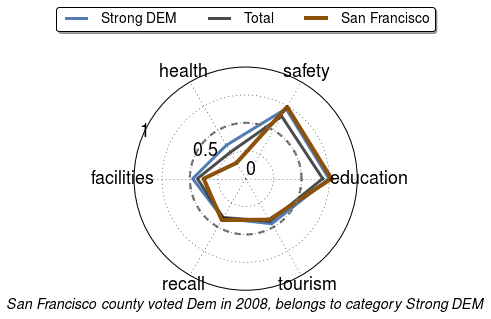 Strong DEM Total San Francisco
health safety
1
0.5
0
facilities education
recall tourism
San Francisco county voted Dem in 2008, belongs to category Strong DEM